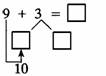 9 + 3 =
10